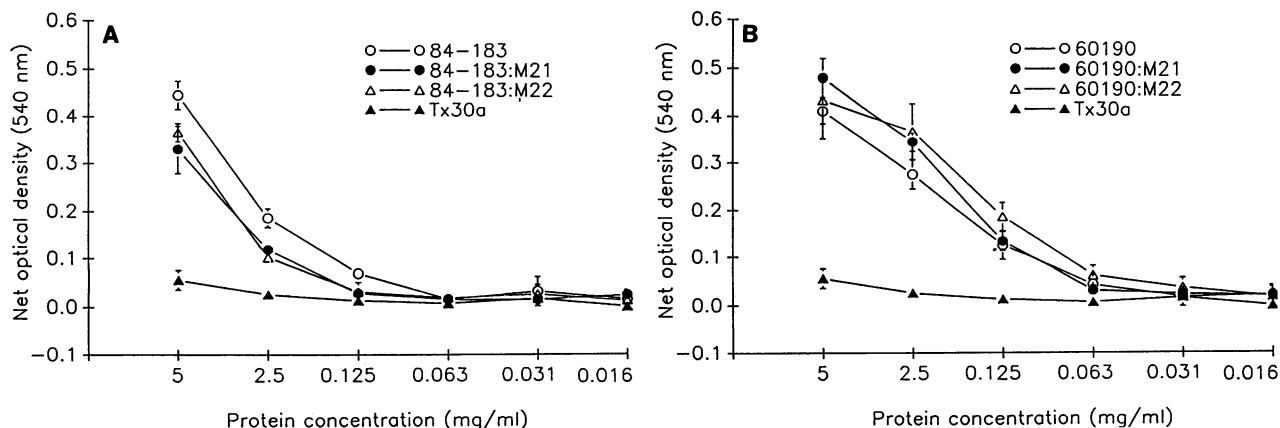 A
Net optical density (540 nm)
0.6
0.5
0.4
0.3
0.2
0.1
0.0
−0.1
84−183
84−183:M21
84−183:M22
Tx30a
5
2.5
0.125
0.063
0.031
0.016
Protein concentration (mg/ml)
B
Net optical density (540 nm)
0.6
0.5
0.4
0.3
0.2
0.1
0.0
−0.1
60190
60190:M21
60190:M22
Tx30a
5
2.5
0.125
0.063
0.031
0.016
Protein concentration (mg/ml)